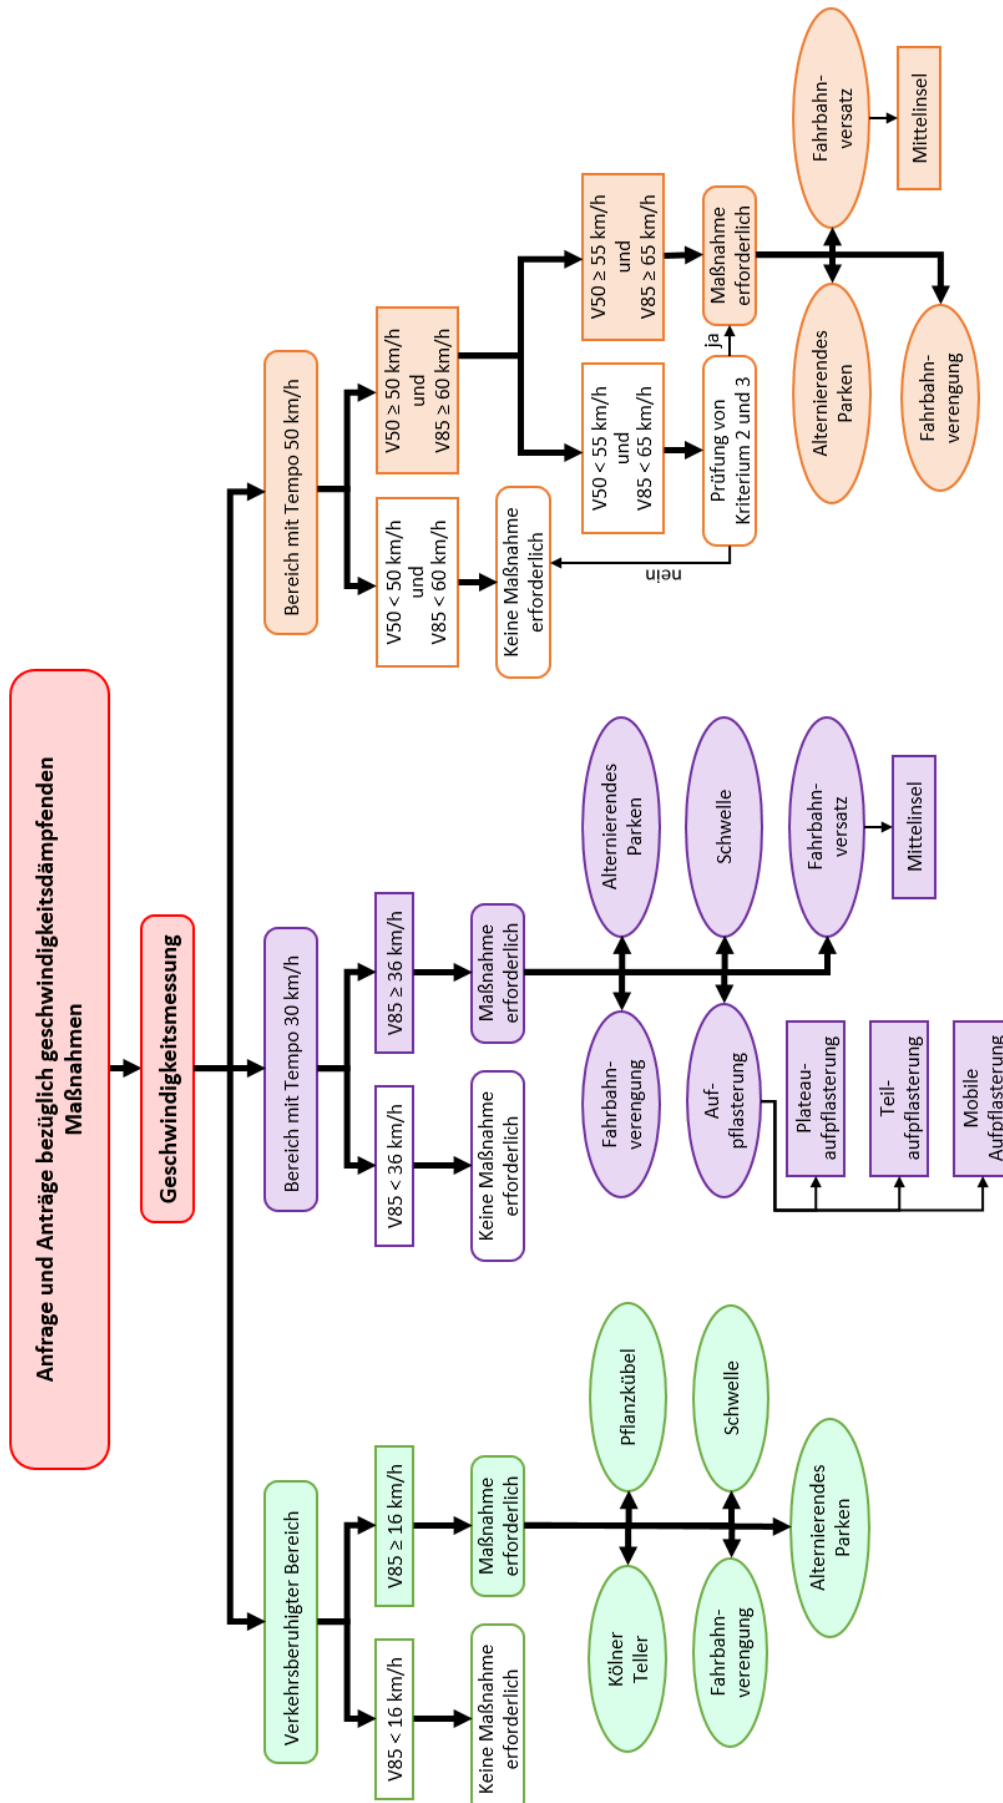 Anfrage und Anträge bezüglich geschwindigkeitsdämpfenden
Maßnahmen
Geschwindigkeitsmessung
Verkehrsberuhigter Bereich
V85 < 16 km/h
Keine Maßnahme
erforderlich
V85 ≥ 16 km/h
Maßnahme
erforderlich
Kölner
Teller
Pflanzkübel
Fahrbahn-
verengung
Schwelle
Alternierendes
Parken
Bereich mit Tempo 30 km/h
V85 < 36 km/h
Keine Maßnahme
erforderlich
V85 ≥ 36 km/h
Maßnahme
erforderlich
Fahrbahn-
verengung
Alternierendes
Parken
Auf-
pflasterung
Schwelle
Plateau-
aufpflasterung
Teil-
aufpflasterung
Mobile
Aufpflasterung
Fahrbahn-
versatz
Mittelinsel
Bereich mit Tempo 50 km/h
V50 < 50 km/h
und
V85 < 60 km/h
Keine Maßnahme
erforderlich
V50 ≥ 50 km/h
und
V85 ≥ 60 km/h
V50 < 55 km/h
und
V85 < 65 km/h
V50 ≥ 55 km/h
und
V85 ≥ 65 km/h
nein
Prüfung von
Kriterium 2 und 3
ja
Maßnahme
erforderlich
Alternierendes
Parken
Fahrbahn-
versatz
Mittelinsel
Fahrbahn-
verengung